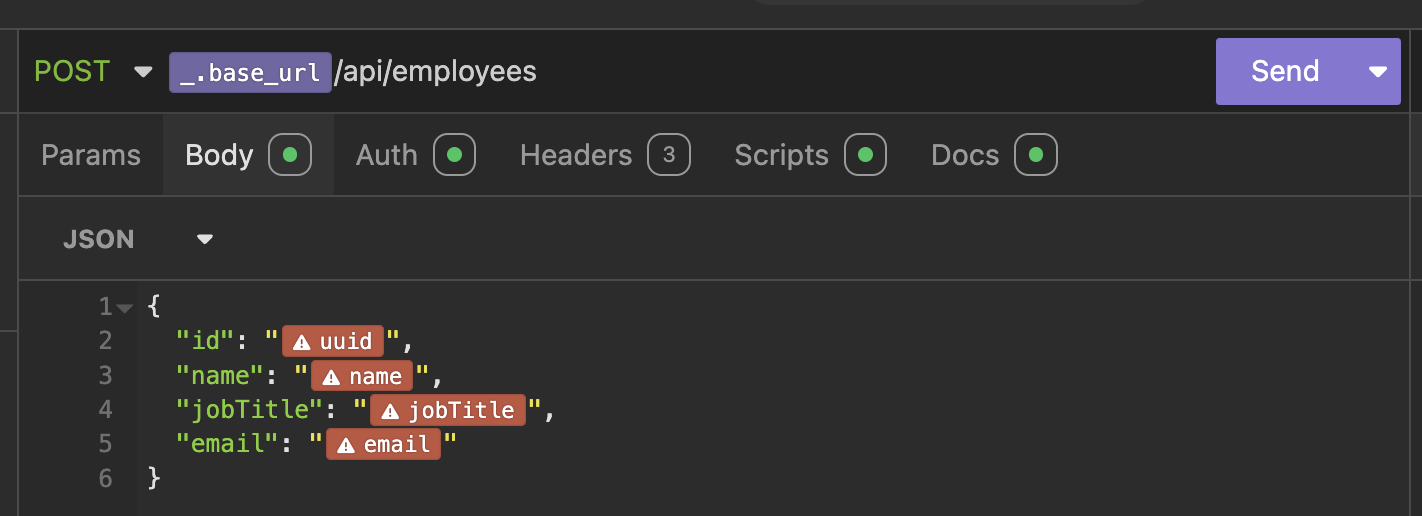 POST _.base_url/api/employees Send
Params Body Auth Headers 3 Scripts Docs
JSON
1 {
2 "id": "uuid",
3 "name": "name",
4 "jobTitle": "jobTitle",
5 "email": "email"
6 }